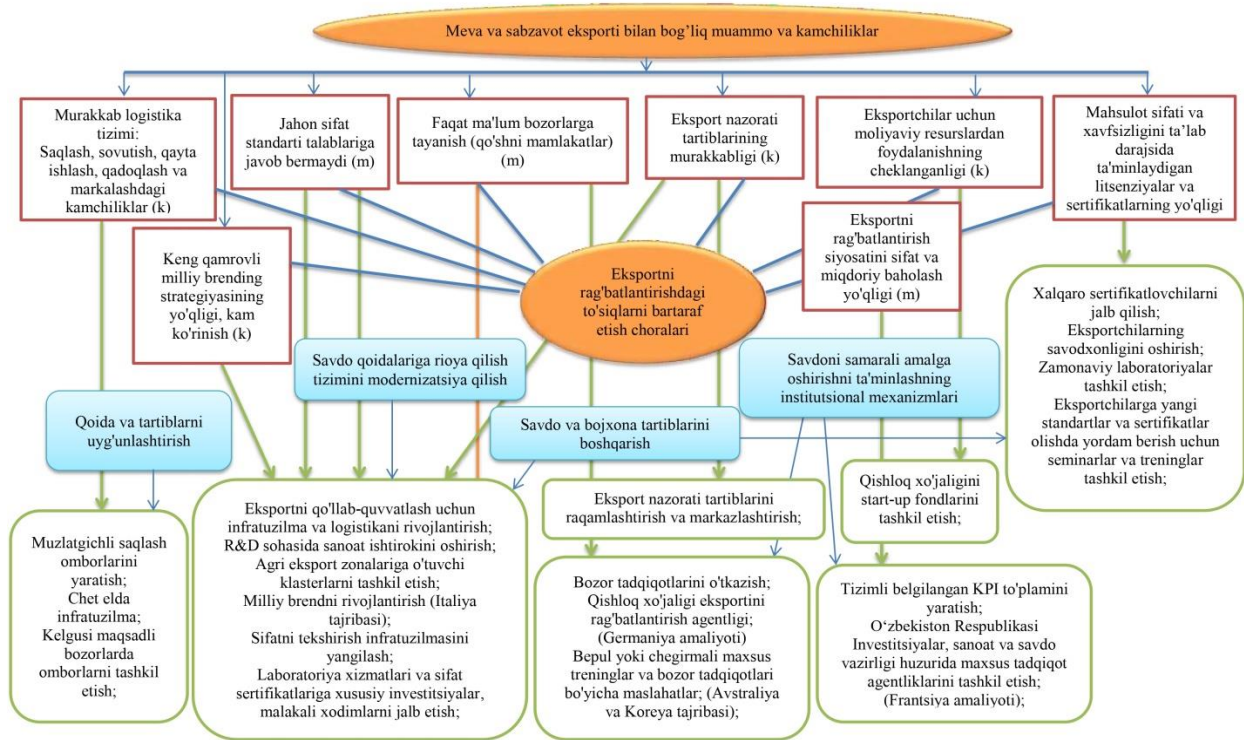 Meva va sabzavot eksporti bilan bog’liq muammo va kamchiliklar
Murakkab logistika
tizimi:
Saqlash, sovutish, qayta
ishlash, qadoqlash va
markalashdagi
kamchiliklar (k)
Jahon sifat
standarti talablariga
javob bermaydi (m)
Faqat ma'lum bozorlarga
tayanish (qo'shni mamlakatlar)
(m)
Eksport nazorati
tartiblarining
murakkabligi (k)
Eksportchilar uchun
moliyaviy resurslardan
foydalanishning
cheklanganligi (k)
Mahsulot sifati va
xavfsizligini ta’lab
darajsida
ta'minlaydigan
litsenziyalar va
sertifikatlarning yo'qligi
Keng qamrovli
milliy brending
strategiyasining
yo'qligi, kam
ko'rinish (k)
Eksportni
rag'batlantirishdagi
to'siqlarni bartaraf
etish choralari
Eksportni
rag'batlantirish
siyosatini sifat va
miqdoriy baholash
yo'qligi (m)
Qoida va tartiblarni
uyg'unlashtirish
Savdo qoidalariga rioya qilish
tizimini modernizatsiya qilish
Savdo va bojxona tartiblarini
boshqarish
Savdoni samarali amalga
oshirishni ta'minlashning
institutsional mexanizmlari
Xalqaro sertifikatlovchilarni
jalb qilish;
Eksportchilarning
savodxonligini oshirish;
Zamonaviy laboratoriyalar
tashkil etish;
Eksportchilarga yangi
standartlar va sertifikatlar
olishda yordam berish uchun
seminarlar va treninglar
tashkil etish;
Muzlatgichli saqlash
omborlarini
yaratish;
Chet elda
infratuzilma;
Kelgusi maqsadli
bozorlarda
omborlarni tashkil
etish;
Eksportni qo'llab-quvvatlash uchun
infratuzilma va logistikani rivojlantirish;
R&D sohasida sanoat ishtirokini oshirish;
Agri eksport zonalariga o'tuvchi
klasterlarni tashkil etish;
Milliy brendni rivojlantirish (Italiya
tajribasi);
Sifatni tekshirish infratuzilmasini
yangilash;
Laboratoriya xizmatlari va sifat
sertifikatlariga xususiy investitsiyalar,
malakali xodimlarni jalb etish;
Eksport nazorati tartiblarini
raqamlashtirish va markazlashtirish;
Bozor tadqiqotlarini o'tkazish;
Qishloq xo'jaligi eksportini
rag'batlantirish agentligi;
(Germaniya amaliyoti)
Bepul yoki chegirmali maxsus
treninglar va bozor tadqiqotlari
bo'yicha maslahatlar; (Avstraliya
va Koreya tajribasi);
Qishloq xo'jaligini
start-up fondlarini
tashkil etish;
Tizimli belgilangan KPI to'plamini
yaratish;
O‘zbekiston Respublikasi
Investitsiyalar, sanoat va savdo
vazirligi huzurida maxsus tadqiqot
agentliklarini tashkil etish;
(Frantsiya amaliyoti);